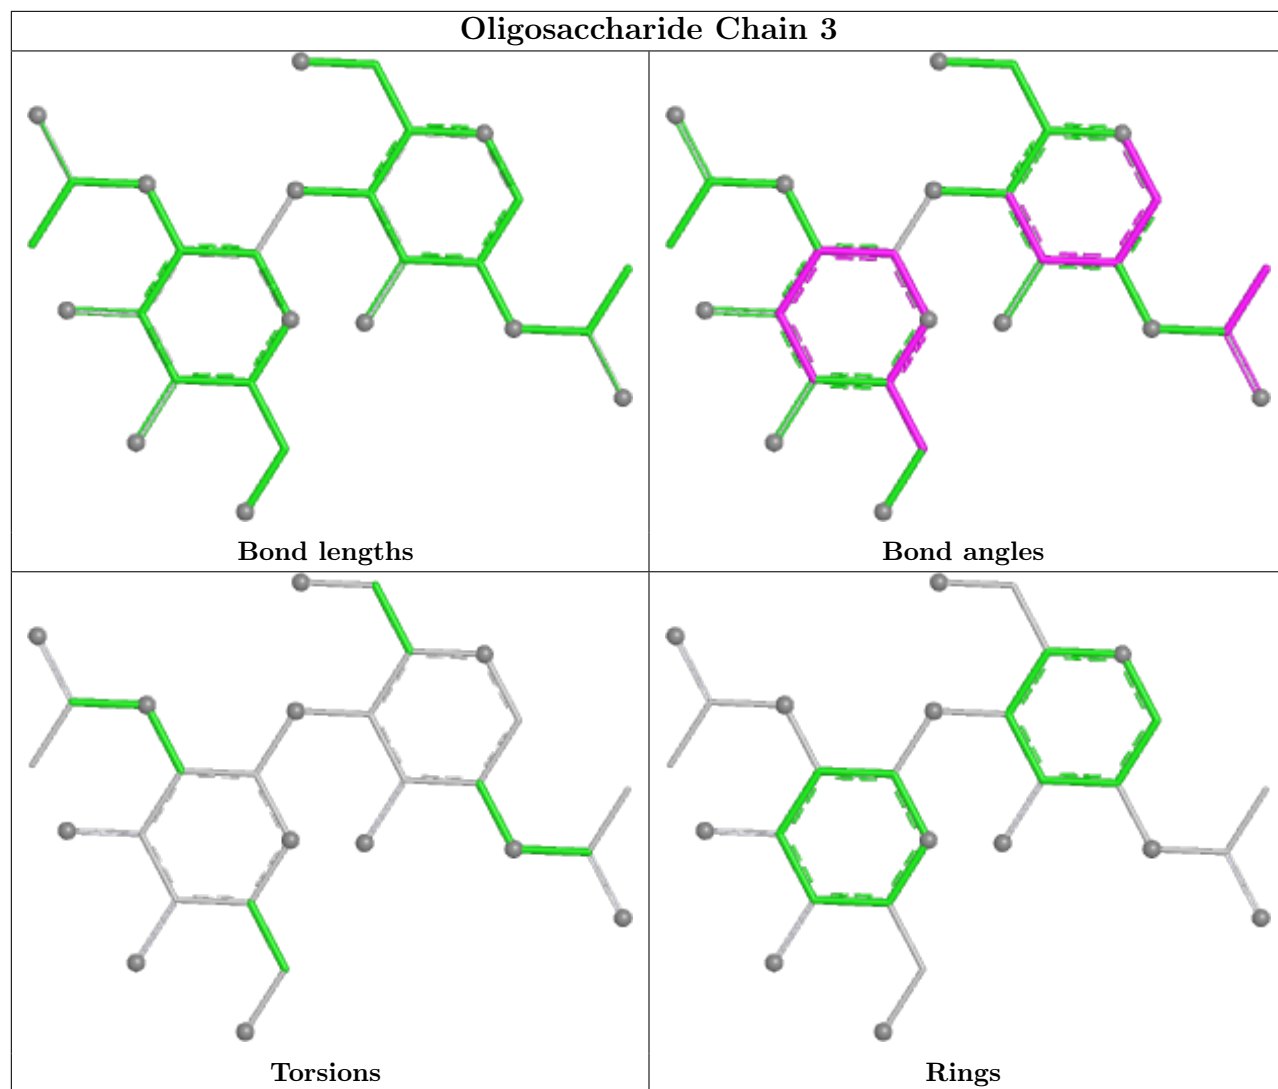 Oligosaccharide Chain 3
Bond lengths
Bond angles
Torsions
Rings